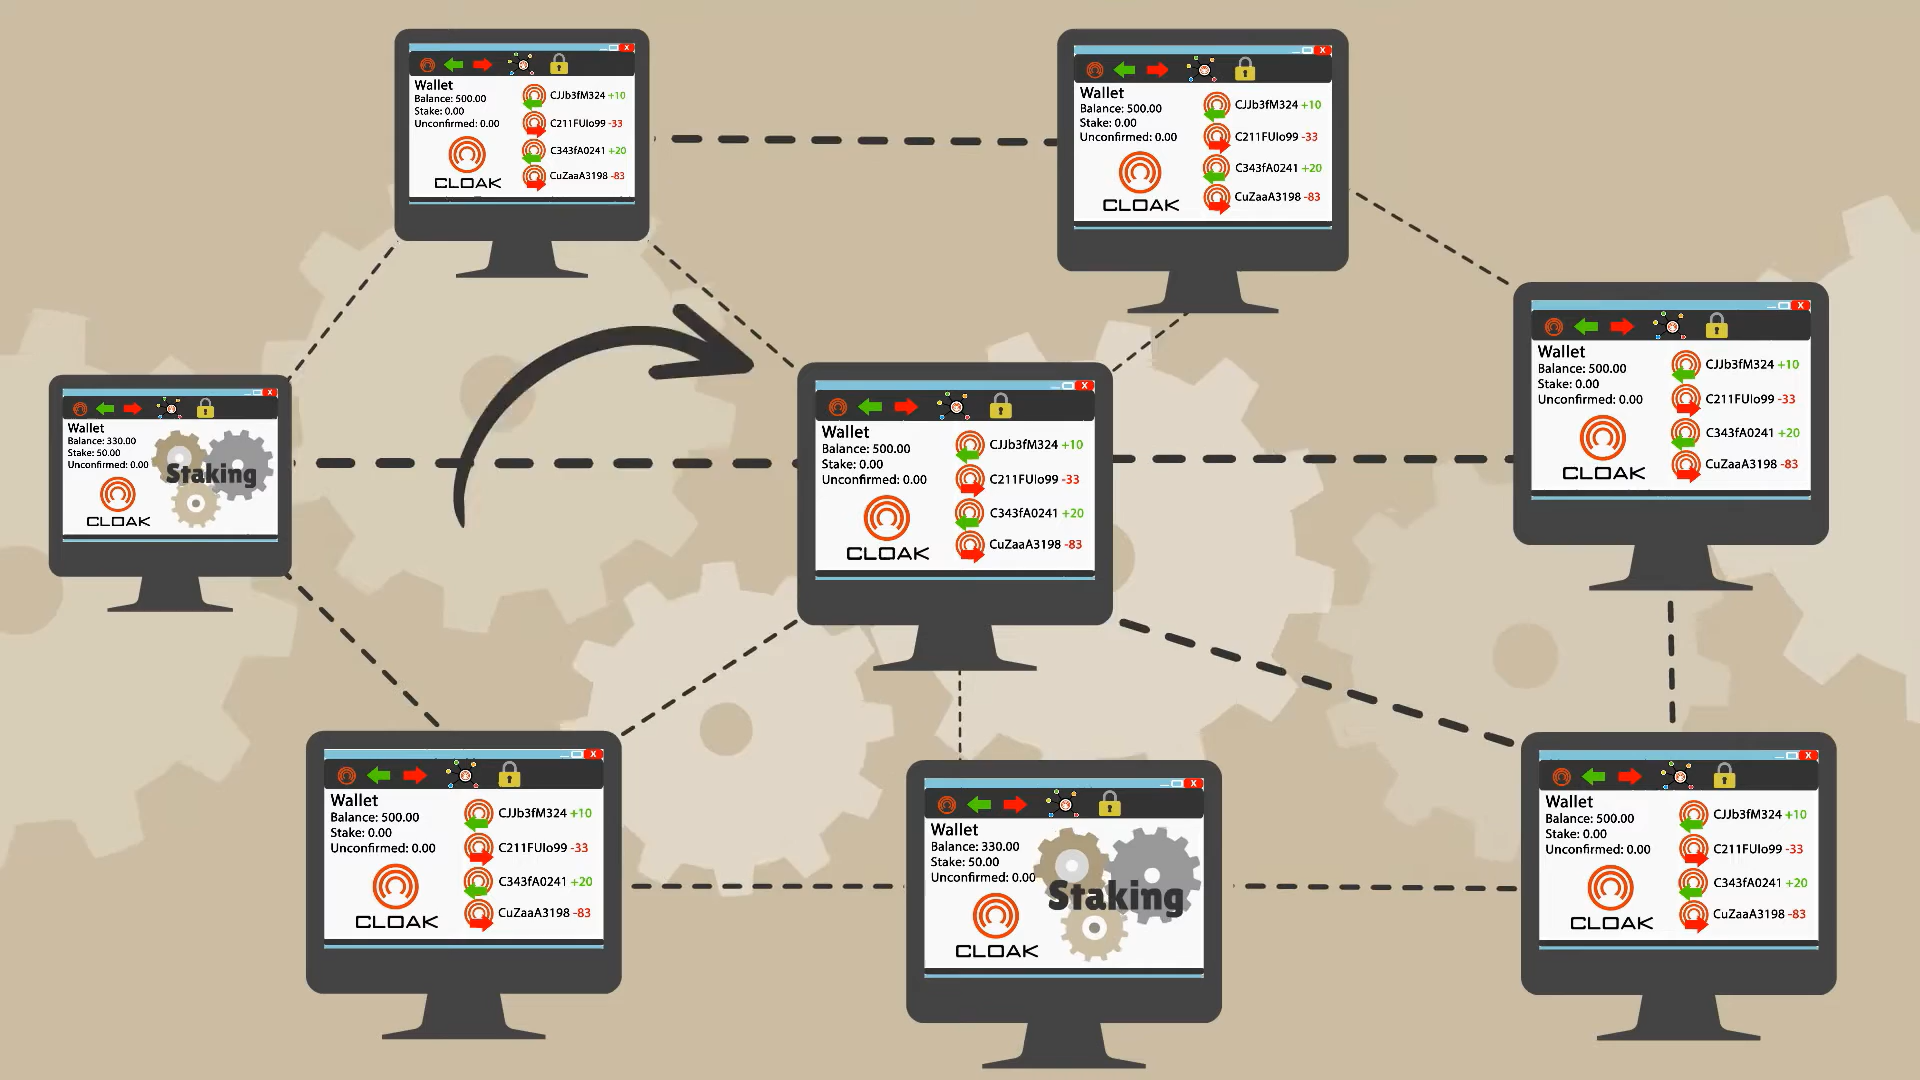 Wallet
Balance: 500.00
Stake: 0.00
Unconfirmed: 0.00
CLOAK
CJJb3fM324 +10
C211FUIo99 -33
C343fA0241 +20
CuZaaA3198 -83
Wallet
Balance: 500.00
Stake: 0.00
Unconfirmed: 0.00
CLOAK
CJJb3fM324 +10
C211FUIo99 -33
C343fA0241 +20
CuZaaA3198 -83
Wallet
Balance: 330.00
Stake: 50.00
Unconfirmed: 0.00
CLOAK
Staking
Wallet
Balance: 500.00
Stake: 0.00
Unconfirmed: 0.00
CLOAK
CJJb3fM324 +10
C211FUIo99 -33
C343fA0241 +20
CuZaaA3198 -83
Wallet
Balance: 500.00
Stake: 0.00
Unconfirmed: 0.00
CLOAK
CJJb3fM324 +10
C211FUIo99 -33
C343fA0241 +20
CuZaaA3198 -83
Wallet
Balance: 500.00
Stake: 0.00
Unconfirmed: 0.00
CLOAK
CJJb3fM324 +10
C211FUIo99 -33
C343fA0241 +20
CuZaaA3198 -83
Wallet
Balance: 330.00
Stake: 50.00
Unconfirmed: 0.00
CLOAK
Staking
Wallet
Balance: 500.00
Stake: 0.00
Unconfirmed: 0.00
CLOAK
CJJb3fM324 +10
C211FUIo99 -33
C343fA0241 +20
CuZaaA3198 -83